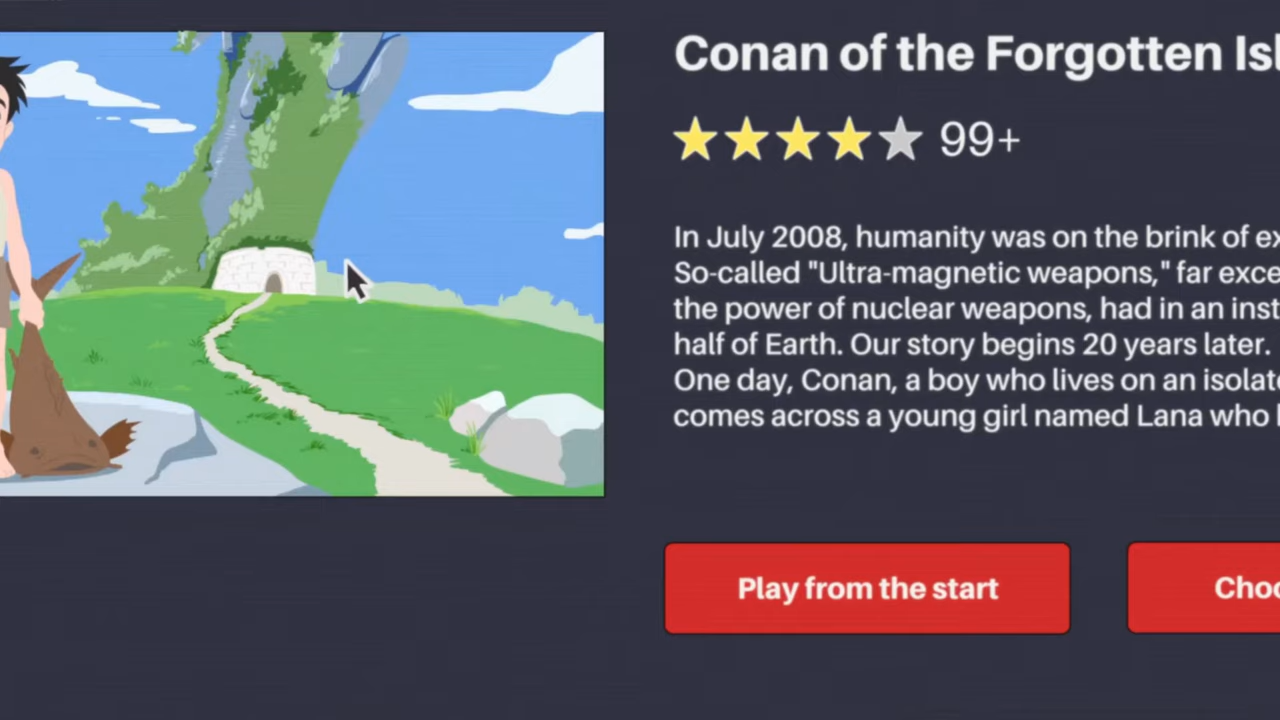 Conan of the Forgotten Isl
99+
In July 2008, humanity was on the brink of ex
So-called "Ultra-magnetic weapons," far exce
the power of nuclear weapons, had in an inst
half of Earth. Our story begins 20 years later.
One day, Conan, a boy who lives on an isolate
comes across a young girl named Lana who
Play from the start
Choo